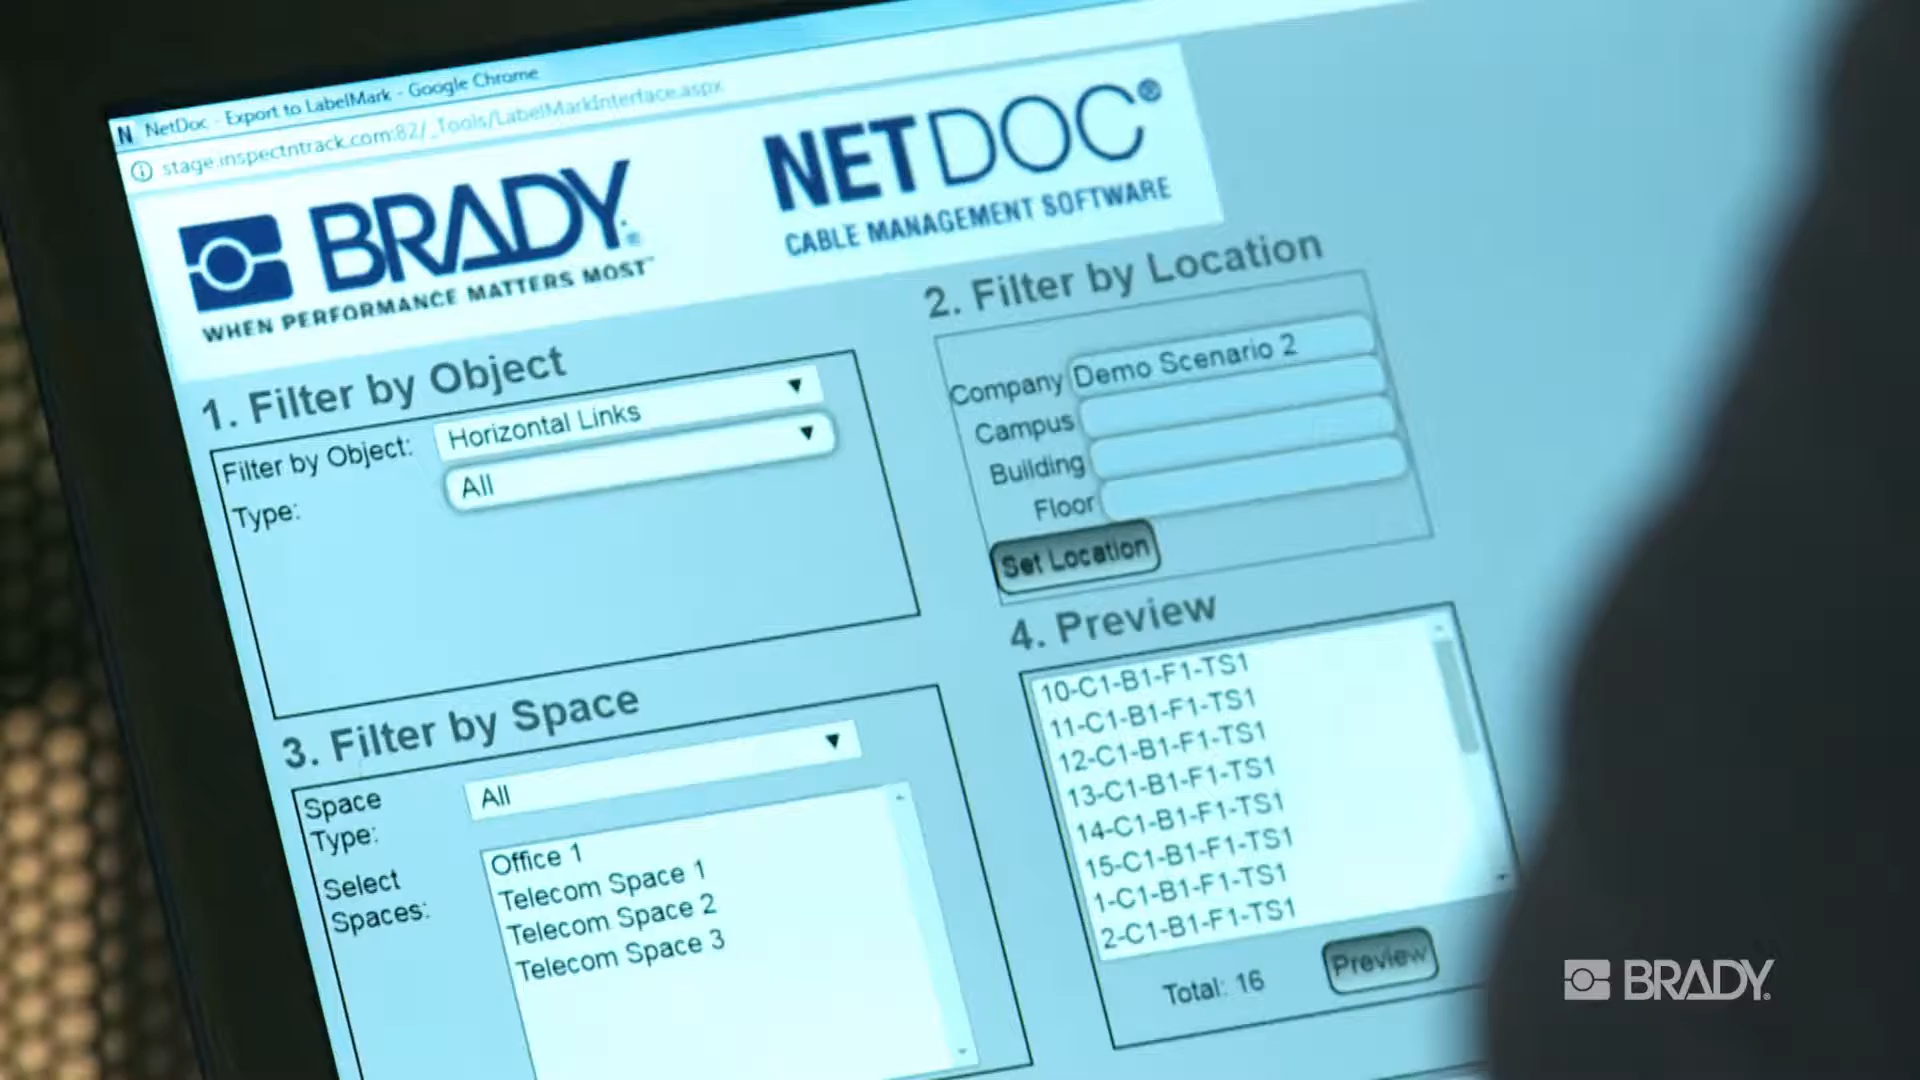 NetDoc - Export to LabelMark - Google Chrome
stage.inspectntrack.com:82/_Tools/LabelMarkInterface.aspx
BRADY®
WHEN PERFORMANCE MATTERS MOST™
NETDOC®
CABLE MANAGEMENT SOFTWARE
1. Filter by Object
Filter by Object: Horizontal Links
Type: All
2. Filter by Location
Company Demo Scenario 2
Campus
Building
Floor
Set Location
3. Filter by Space
Space Type: All
Select Spaces:
Office 1
Telecom Space 1
Telecom Space 2
Telecom Space 3
4. Preview
10-C1-B1-F1-TS1
11-C1-B1-F1-TS1
12-C1-B1-F1-TS1
13-C1-B1-F1-TS1
14-C1-B1-F1-TS1
15-C1-B1-F1-TS1
1-C1-B1-F1-TS1
2-C1-B1-F1-TS1
Total: 16
Preview
BRADY®